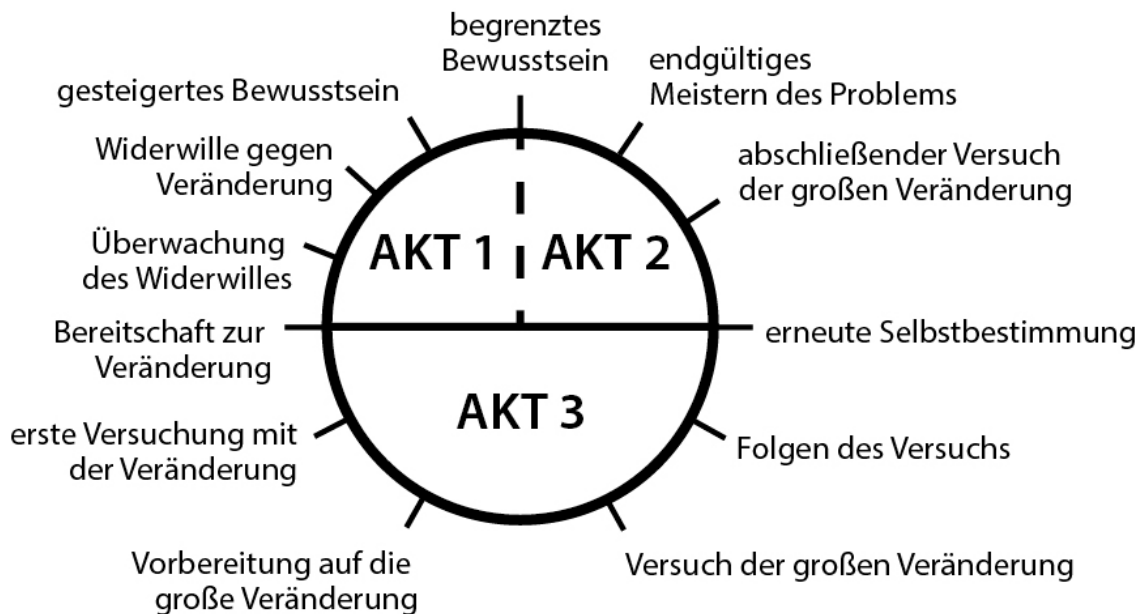 begrenztes
Bewusstsein
endgültiges
Meistern des Problems
abschließender Versuch
der großen Veränderung
erneute Selbstbestimmung
Folgen des Versuchs
Versuch der großen Veränderung
Vorbereitung auf die
große Veränderung
erste Versuchung mit
der Veränderung
Bereitschaft zur
Veränderung
Überwachung
des Widerwilles
Widerwille gegen
Veränderung
gesteigertes Bewusstsein
AKT 1
AKT 2
AKT 3